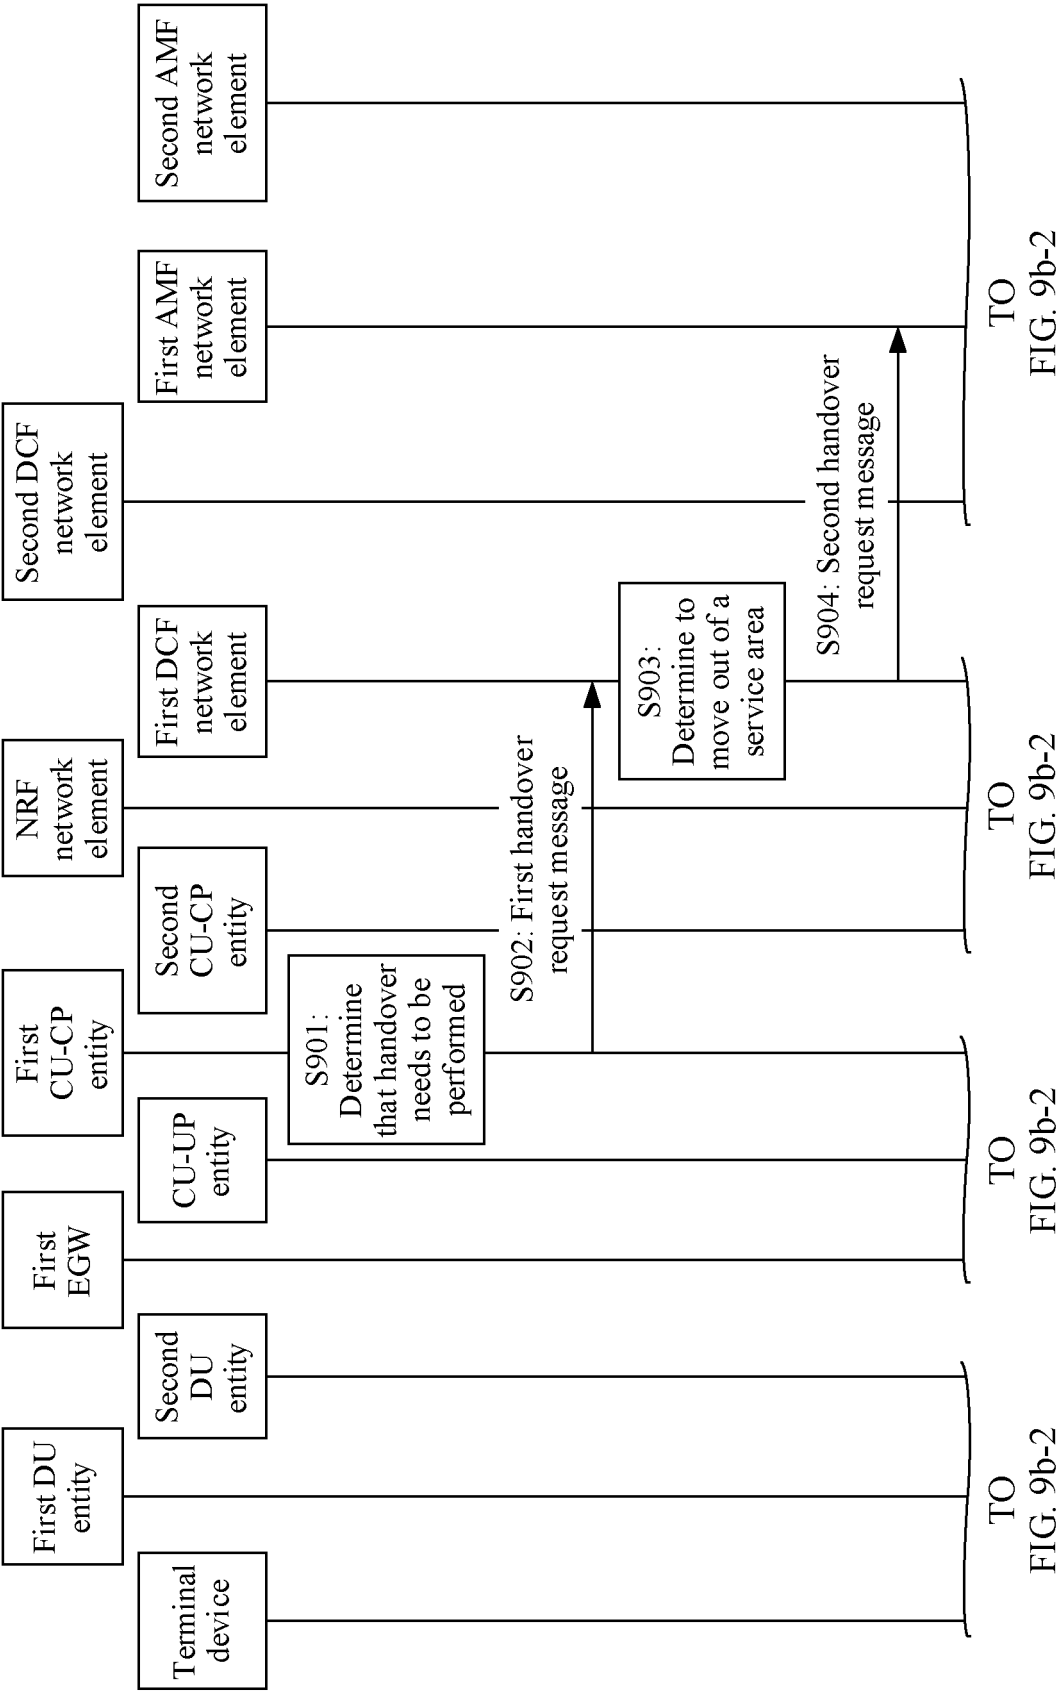 Terminal
device
First DU
entity
Second
DU
entity
First
EGW
CU-UP
entity
First
CU-CP
entity
Second
CU-CP
entity
NRF
network
element
First DCF
network
element
Second DCF
network
element
First AMF
network
element
Second AMF
network
element
S901:
Determine
that handover
needs to be
performed
S902: First handover
request message
S903:
Determine to
move out of a
service area
S904: Second handover
request message
TO
FIG. 9b-2
TO
FIG. 9b-2
TO
FIG. 9b-2
TO
FIG. 9b-2